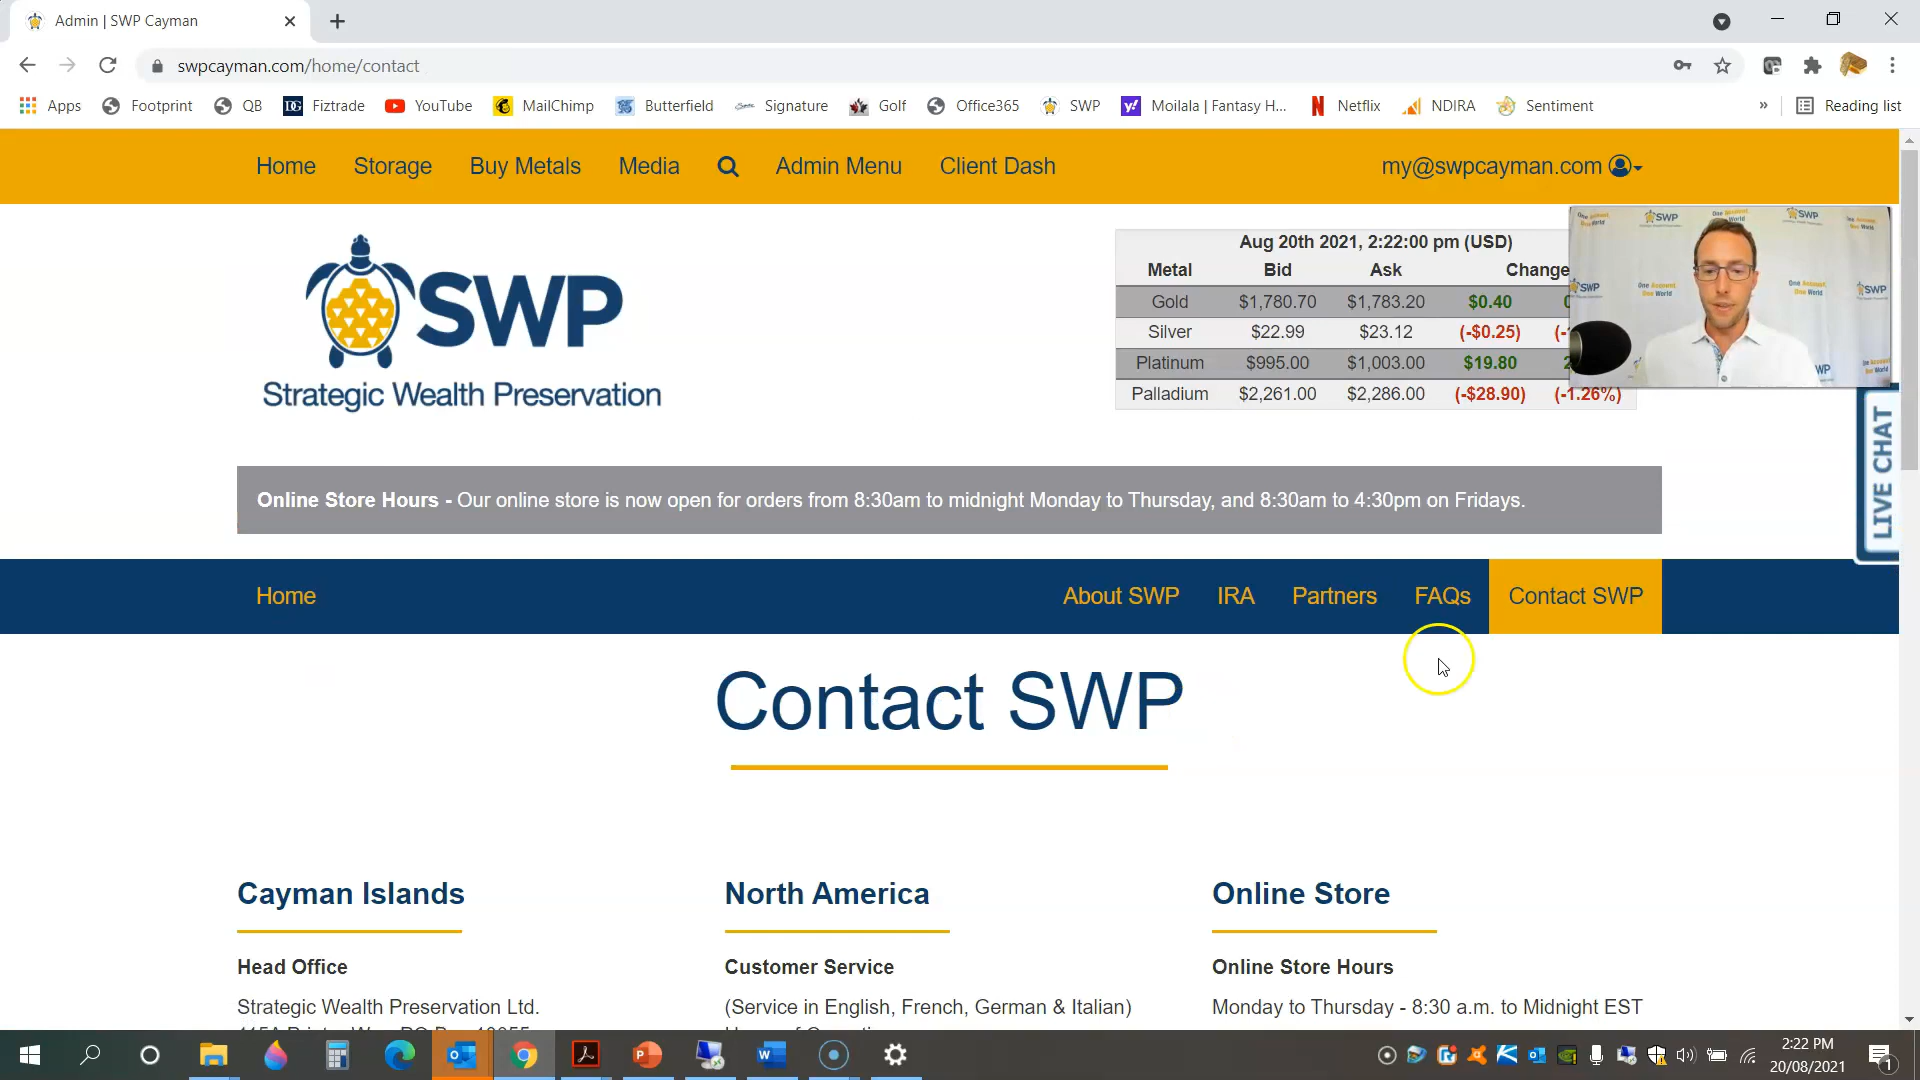 Admin | SWP Cayman
swpcayman.com/home/contact
Apps Footprint QB DG Fiztrade YouTube MailChimp Butterfield Signature Golf Office365 SWP Moilala | Fantasy H... Netflix NDIRA Sentiment » Reading list
Home Storage Buy Metals Media Admin Menu Client Dash my@swpcayman.com
SWP
Strategic Wealth Preservation
Aug 20th 2021, 2:22:00 pm (USD)
Metal Bid Ask Change
Gold $1,780.70 $1,783.20 $0.40
Silver $22.99 $23.12 (-$0.25)
Platinum $995.00 $1,003.00 $19.80
Palladium $2,261.00 $2,286.00 (-$28.90) (-1.26%)
LIVE CHAT
Online Store Hours - Our online store is now open for orders from 8:30am to midnight Monday to Thursday, and 8:30am to 4:30pm on Fridays.
Home About SWP IRA Partners FAQs Contact SWP
Contact SWP
Cayman Islands North America Online Store
Head Office Customer Service Online Store Hours
Strategic Wealth Preservation Ltd. (Service in English, French, German & Italian) Monday to Thursday - 8:30 a.m. to Midnight EST
2:22 PM
20/08/2021
1